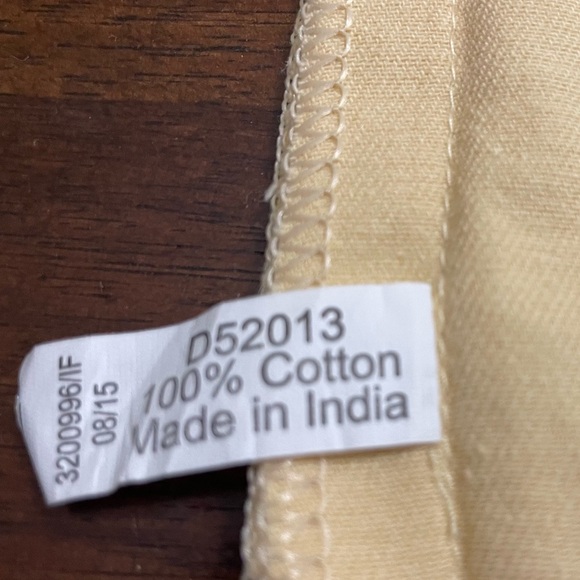 D52013
100% Cotton
Made in India
3200996/IF
08/15